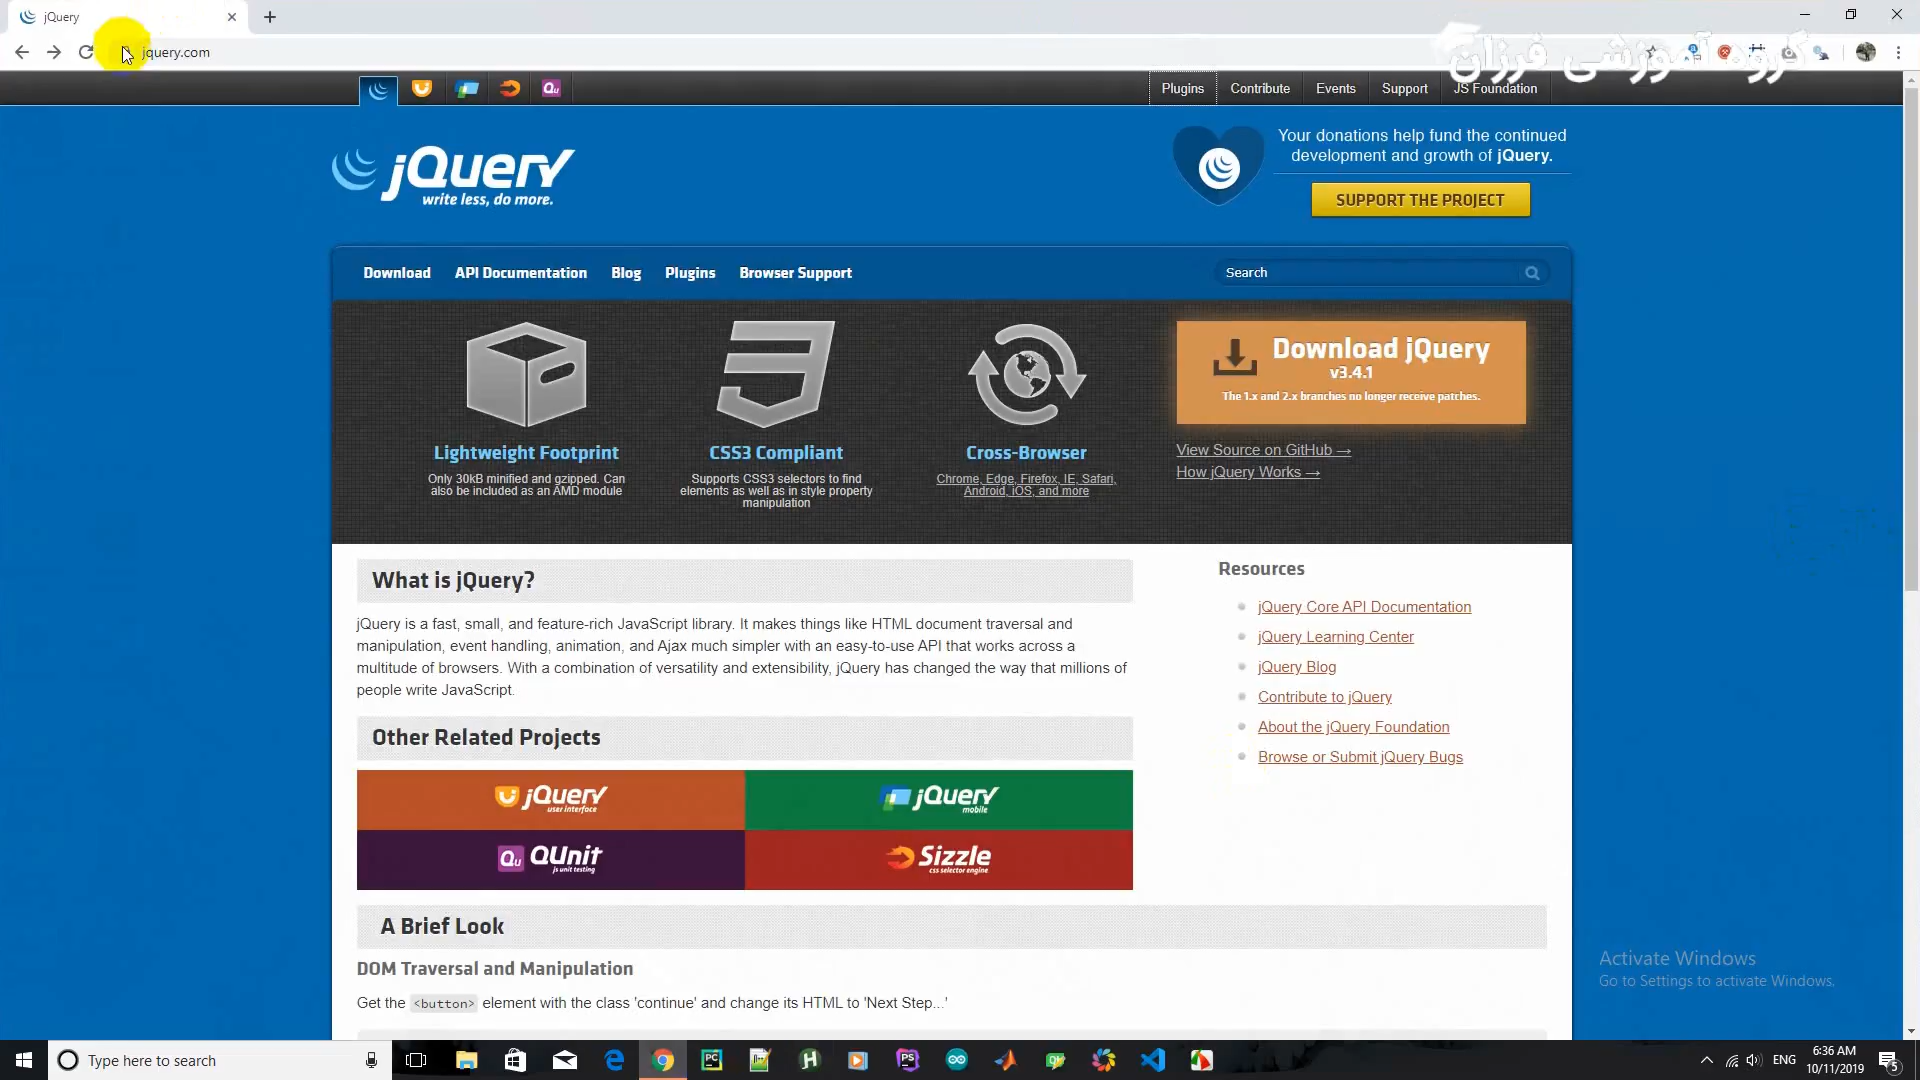 jQuery
jquery.com
گروه آموزشی فرزان
Plugins
Contribute
Events
Support
JS Foundation
jQuery
write less, do more.
Your donations help fund the continued
development and growth of jQuery.
SUPPORT THE PROJECT
Download
API Documentation
Blog
Plugins
Browser Support
Search
Lightweight Footprint
Only 30kB minified and gzipped. Can
also be included as an AMD module
CSS3 Compliant
Supports CSS3 selectors to find
elements as well as in style property
manipulation
Cross-Browser
Chrome, Edge, Firefox, IE, Safari,
Android, iOS, and more
Download jQuery
v3.4.1
The 1.x and 2.x branches no longer receive patches.
View Source on GitHub →
How jQuery Works →
What is jQuery?
jQuery is a fast, small, and feature-rich JavaScript library. It makes things like HTML document traversal and
manipulation, event handling, animation, and Ajax much simpler with an easy-to-use API that works across a
multitude of browsers. With a combination of versatility and extensibility, jQuery has changed the way that millions of
people write JavaScript.
Resources
jQuery Core API Documentation
jQuery Learning Center
jQuery Blog
Contribute to jQuery
About the jQuery Foundation
Browse or Submit jQuery Bugs
Other Related Projects
jQuery
user interface
jQuery
mobile
Qu QUnit
js unit testing
Sizzle
css selector engine
A Brief Look
DOM Traversal and Manipulation
Get the <button> element with the class 'continue' and change its HTML to 'Next Step...'
Activate Windows
Go to Settings to activate Windows.
Type here to search
ENG
6:36 AM
10/11/2019
5